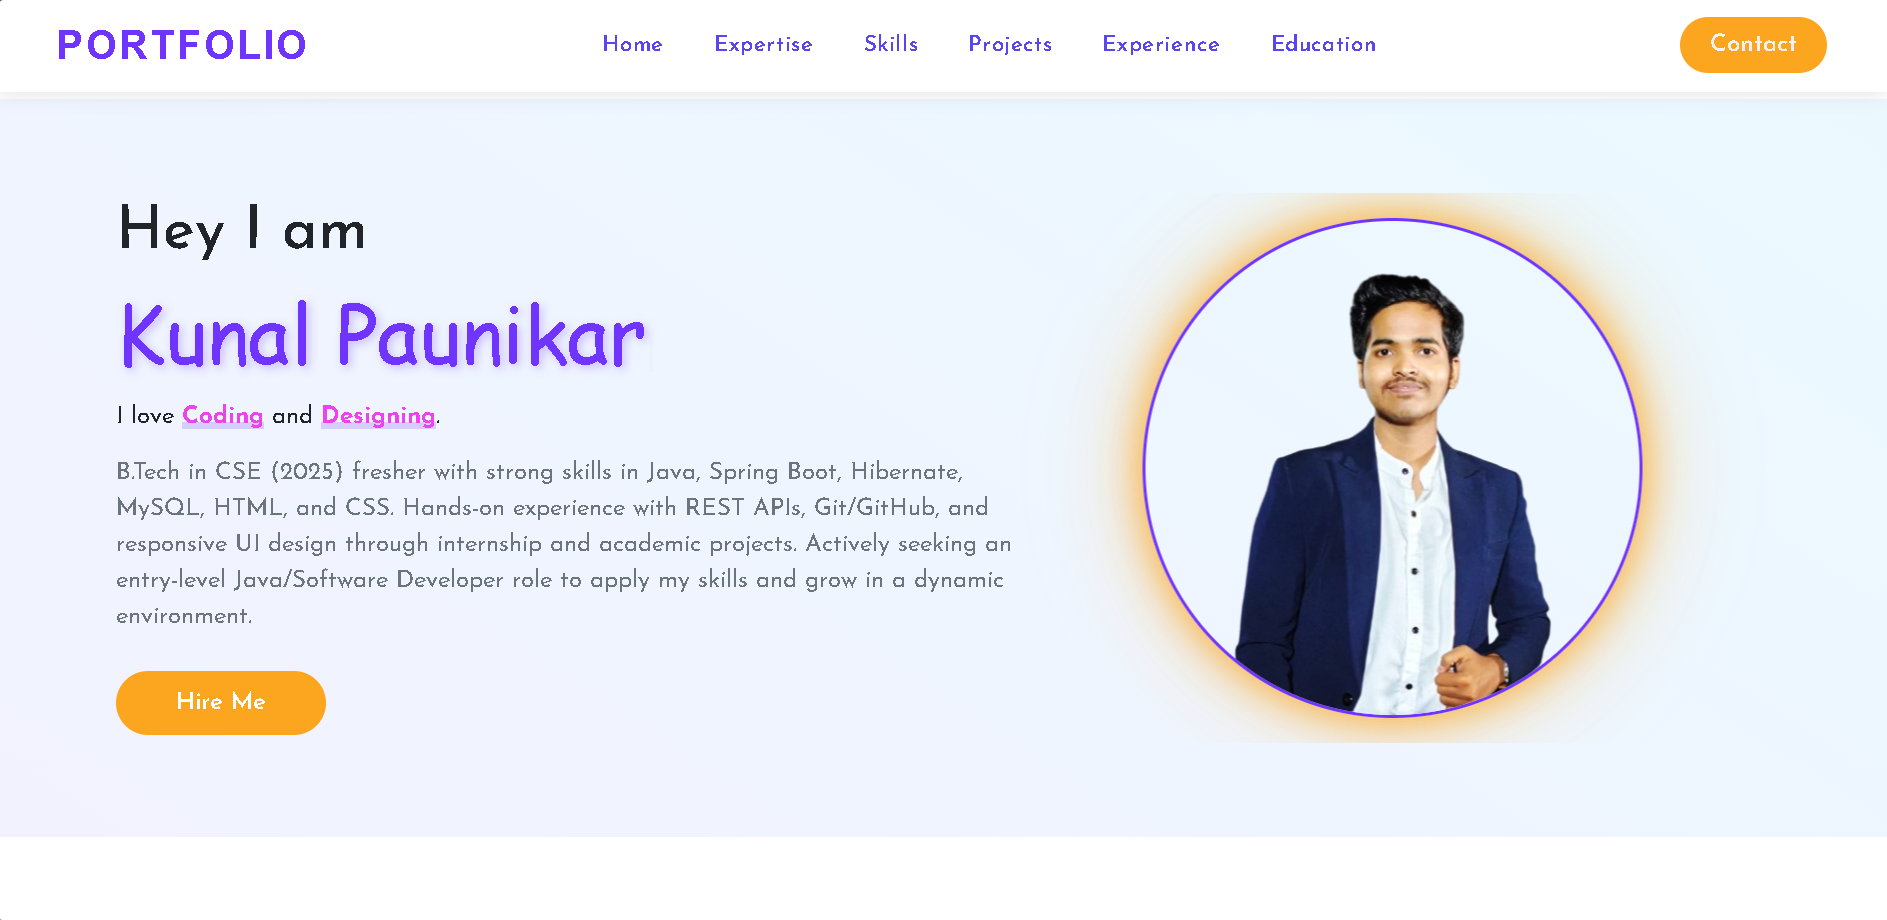 PORTFOLIO
Home Expertise Skills Projects Experience Education
Contact
Hey I am
Kunal Paunikar
I love Coding and Designing.
B.Tech in CSE (2025) fresher with strong skills in Java, Spring Boot, Hibernate,
MySQL, HTML, and CSS. Hands-on experience with REST APIs, Git/GitHub, and
responsive UI design through internship and academic projects. Actively seeking an
entry-level Java/Software Developer role to apply my skills and grow in a dynamic
environment.
Hire Me